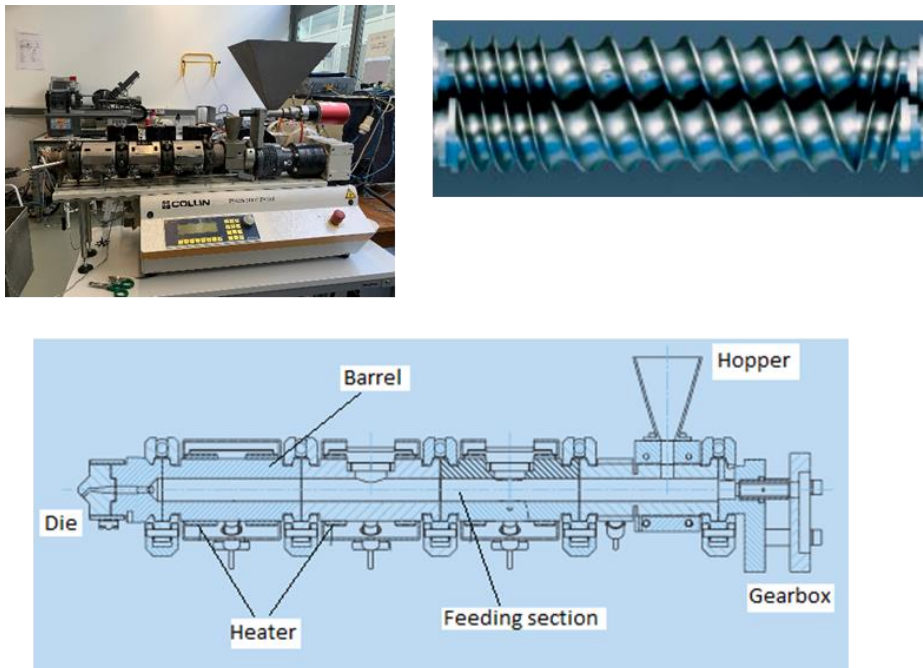 COLLIN
Hopper
Barrel
Die
Heater
Feeding section
Gearbox